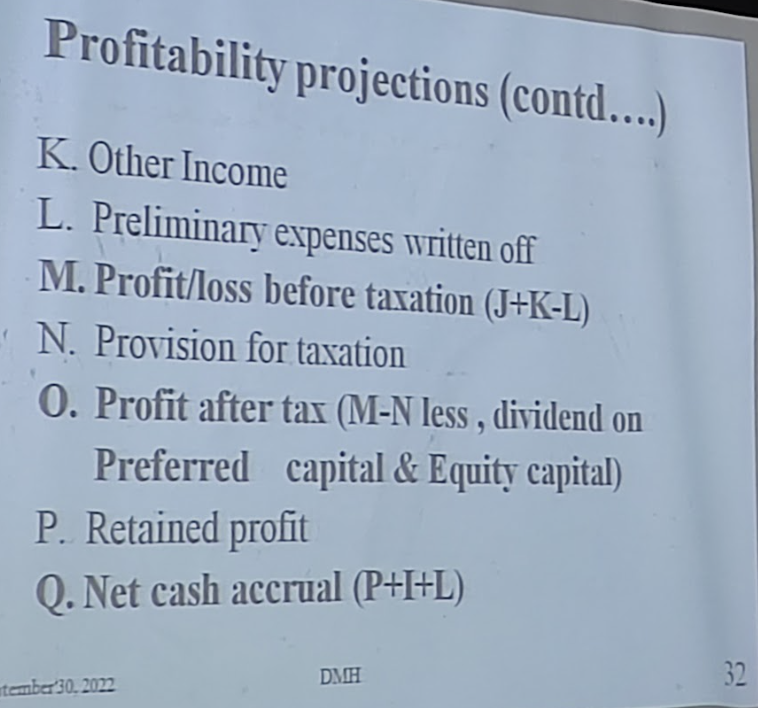 Profitability projections (contd....)
K. Other Income
L. Preliminary expenses written off
M. Profit/loss before taxation (J+K-L)
N. Provision for taxation
O. Profit after tax (M-N less , dividend on
Preferred capital & Equity capital)
P. Retained profit
Q. Net cash accrual (P+I+L)
tember'30, 2022
DMH
32